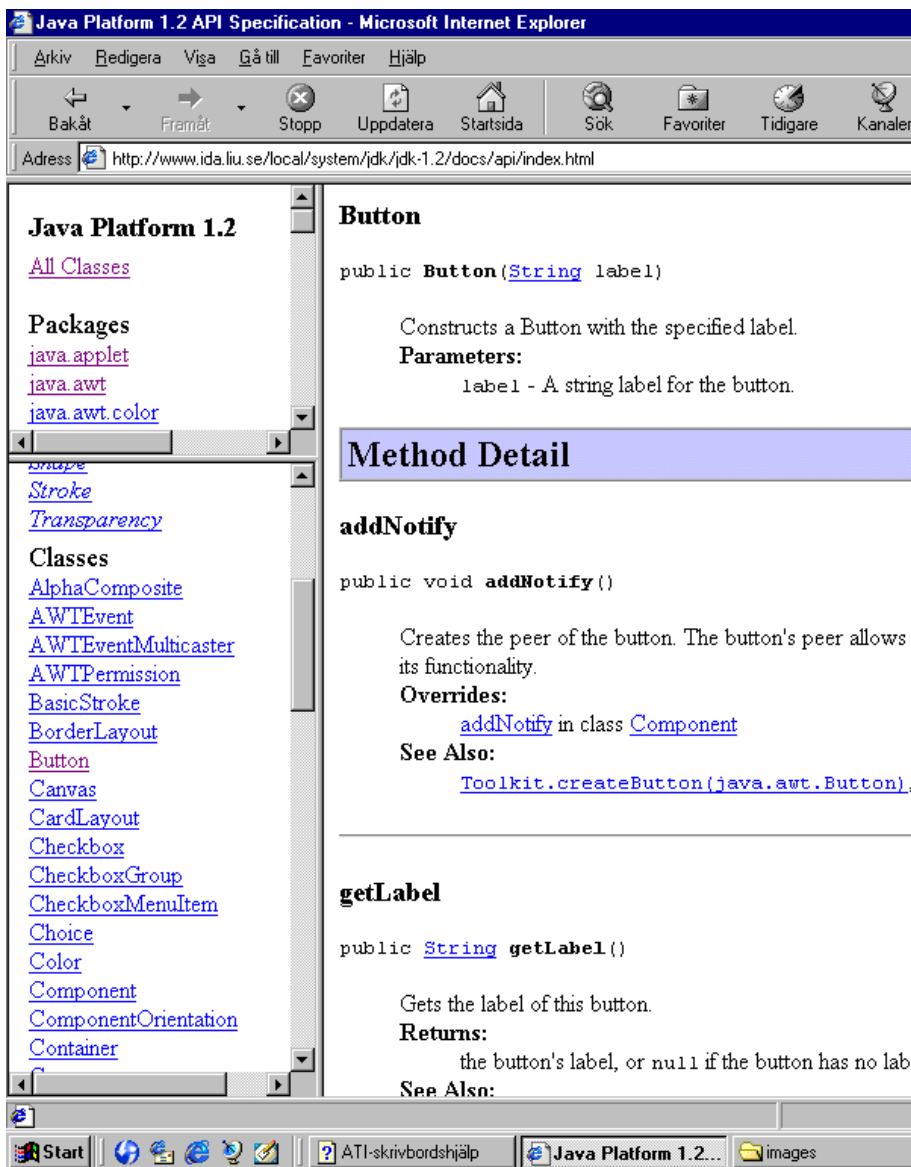 Java Platform 1.2 API Specification - Microsoft Internet Explorer
Arkiv Redigera Visa Gå till Favoriter Hjälp
Bakåt Framåt Stopp Uppdatera Startsida Sök Favoriter Tidigare Kanaler
Adress http://www.ida.liu.se/local/system/jdk/jdk-1.2/docs/api/index.html
Java Platform 1.2
All Classes
Packages
java.applet
java.awt
java.awt.color
Shape
Stroke
Transparency
Classes
AlphaComposite
AWTEvent
AWTEventMulticaster
AWTPermission
BasicStroke
BorderLayout
Button
Canvas
CardLayout
Checkbox
CheckboxGroup
CheckboxMenuItem
Choice
Color
Component
ComponentOrientation
Container
Button
public Button(String label)
Constructs a Button with the specified label.
Parameters:
label - A string label for the button.
Method Detail
addNotify
public void addNotify()
Creates the peer of the button. The button's peer allows
its functionality.
Overrides:
addNotify in class Component
See Also:
Toolkit.createButton(java.awt.Button),
getLabel
public String getLabel()
Gets the label of this button.
Returns:
the button's label, or null if the button has no lab
See Also:
Start ATI-skrivbordshjälp Java Platform 1.2... images